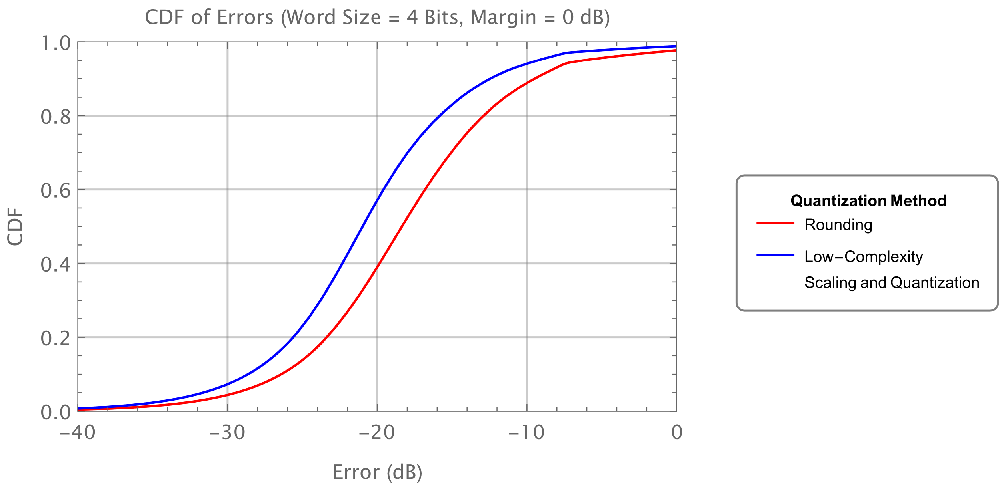 CDF of Errors (Word Size = 4 Bits, Margin = 0 dB)
1.0
0.8
0.6
0.4
0.2
0.0
CDF
−40
−30
−20
−10
0
Error (dB)
Quantization Method
Rounding
Low−Complexity
Scaling and Quantization